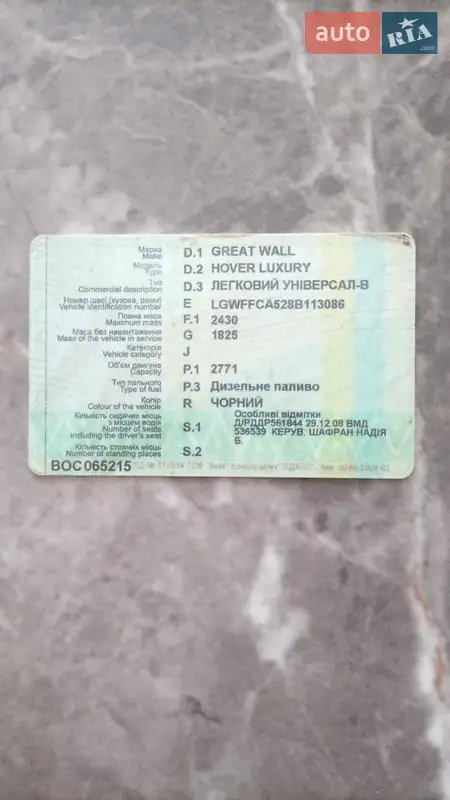 auto RIA.com
Марка
Make D.1 GREAT WALL
Модель
Type D.2 HOVER LUXURY
Тип
Commercial description D.3 ЛЕГКОВИЙ УНІВЕРСАЛ-В
Номер шасі (кузова, рами)
Vehicle identification number E LGWFFCA528B113086
Повна маса
Maximum mass F.1 2430
Маса без навантаження
Mass of the vehicle in service G 1825
Категорія
Vehicle category J
Об'єм двигуна
Capacity P.1 2771
Тип пального
Type of fuel P.3 Дизельне паливо
Колір
Colour of the vehicle R ЧОРНИЙ
Кількість сидячих місць
з місцем водія
Number of seats
including the driver's seat S.1
Особливі відмітки
Д/РДДР561844 29.12.08 ВМД
536539 КЕРУВ. ШАФРАН НАДІЯ
Б.
Кількість стоячих місць
Number of standing places S.2
ВОС 065215